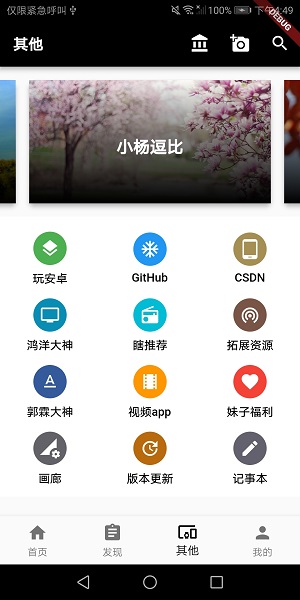 仅限紧急呼叫 100% 下午4:49
DEBUG
其他
小杨逗比
玩安卓 GitHub CSDN
鸿洋大神 瞎推荐 拓展资源
郭霖大神 视频app 妹子福利
画廊 版本更新 记事本
首页 发现 其他 我的